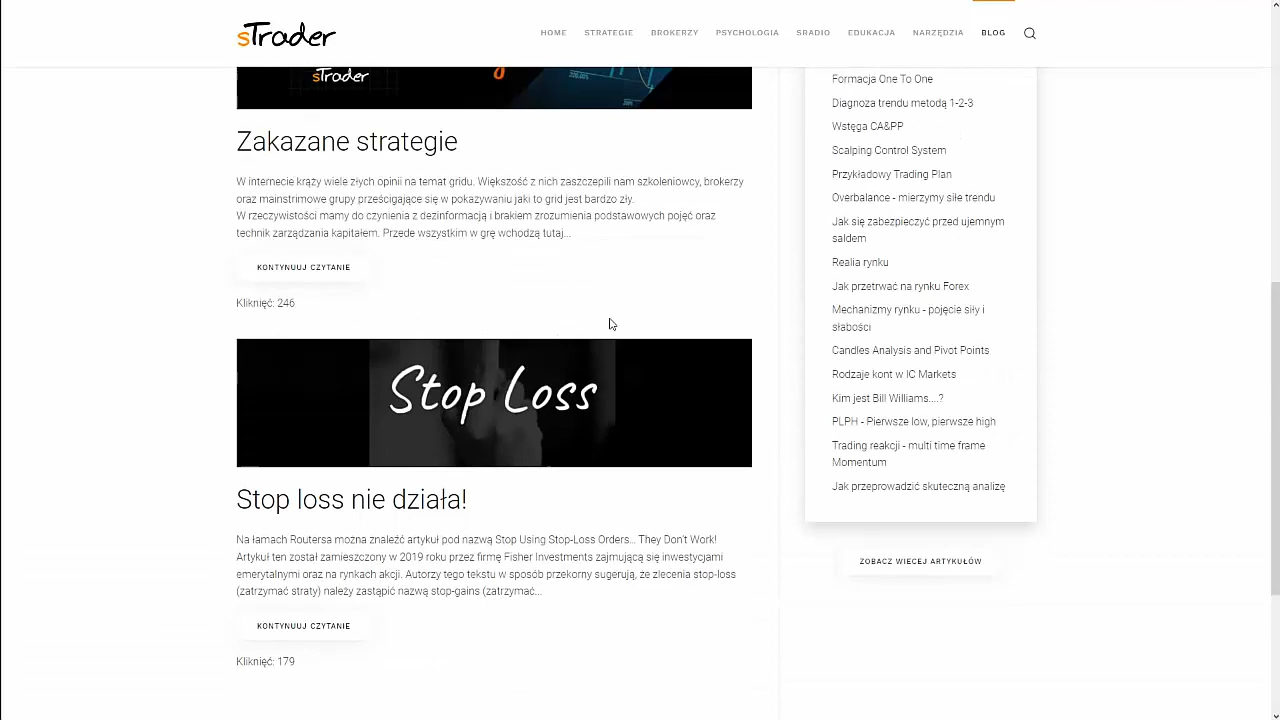 sTrader
HOME STRATEGIE BROKERZY PSYCHOLOGIA SRADIO EDUKACJA NARZĘDZIA BLOG
sTrader
Zakazane strategie
W internecie krąży wiele złych opinii na temat gridu. Większość z nich zaszczepili nam szkoleniowcy, brokerzy
oraz mainstrimowe grupy prześcigające się w pokazywaniu jaki to grid jest bardzo zły.
W rzeczywistości mamy do czynienia z dezinformacją i brakiem zrozumienia podstawowych pojęć oraz
technik zarządzania kapitałem. Przede wszystkim w grę wchodzą tutaj...
KONTYNUUJ CZYTANIE
Kliknięć: 246
Stop Loss
Stop loss nie działa!
Na łamach Routersa można znaleźć artykuł pod nazwą Stop Using Stop-Loss Orders... They Don't Work!
Artykuł ten został zamieszczony w 2019 roku przez firmę Fisher Investments zajmującą się inwestycjami
emerytalnymi oraz na rynkach akcji. Autorzy tego tekstu w sposób przekorny sugerują, że zlecenia stop-loss
(zatrzymać straty) należy zastąpić nazwą stop-gains (zatrzymać...
KONTYNUUJ CZYTANIE
Kliknięć: 179
Formacja One To One
Diagnoza trendu metodą 1-2-3
Wstęga CA&PP
Scalping Control System
Przykładowy Trading Plan
Overbalance - mierzymy siłe trendu
Jak się zabezpieczyć przed ujemnym
saldem
Realia rynku
Jak przetrwać na rynku Forex
Mechanizmy rynku - pojęcie siły i
słabości
Candles Analysis and Pivot Points
Rodzaje kont w IC Markets
Kim jest Bill Williams....?
PLPH - Pierwsze low, pierwsze high
Trading reakcji - multi time frame
Momentum
Jak przeprowadzić skuteczną analizę
ZOBACZ WIECEJ ARTYKUŁÓW